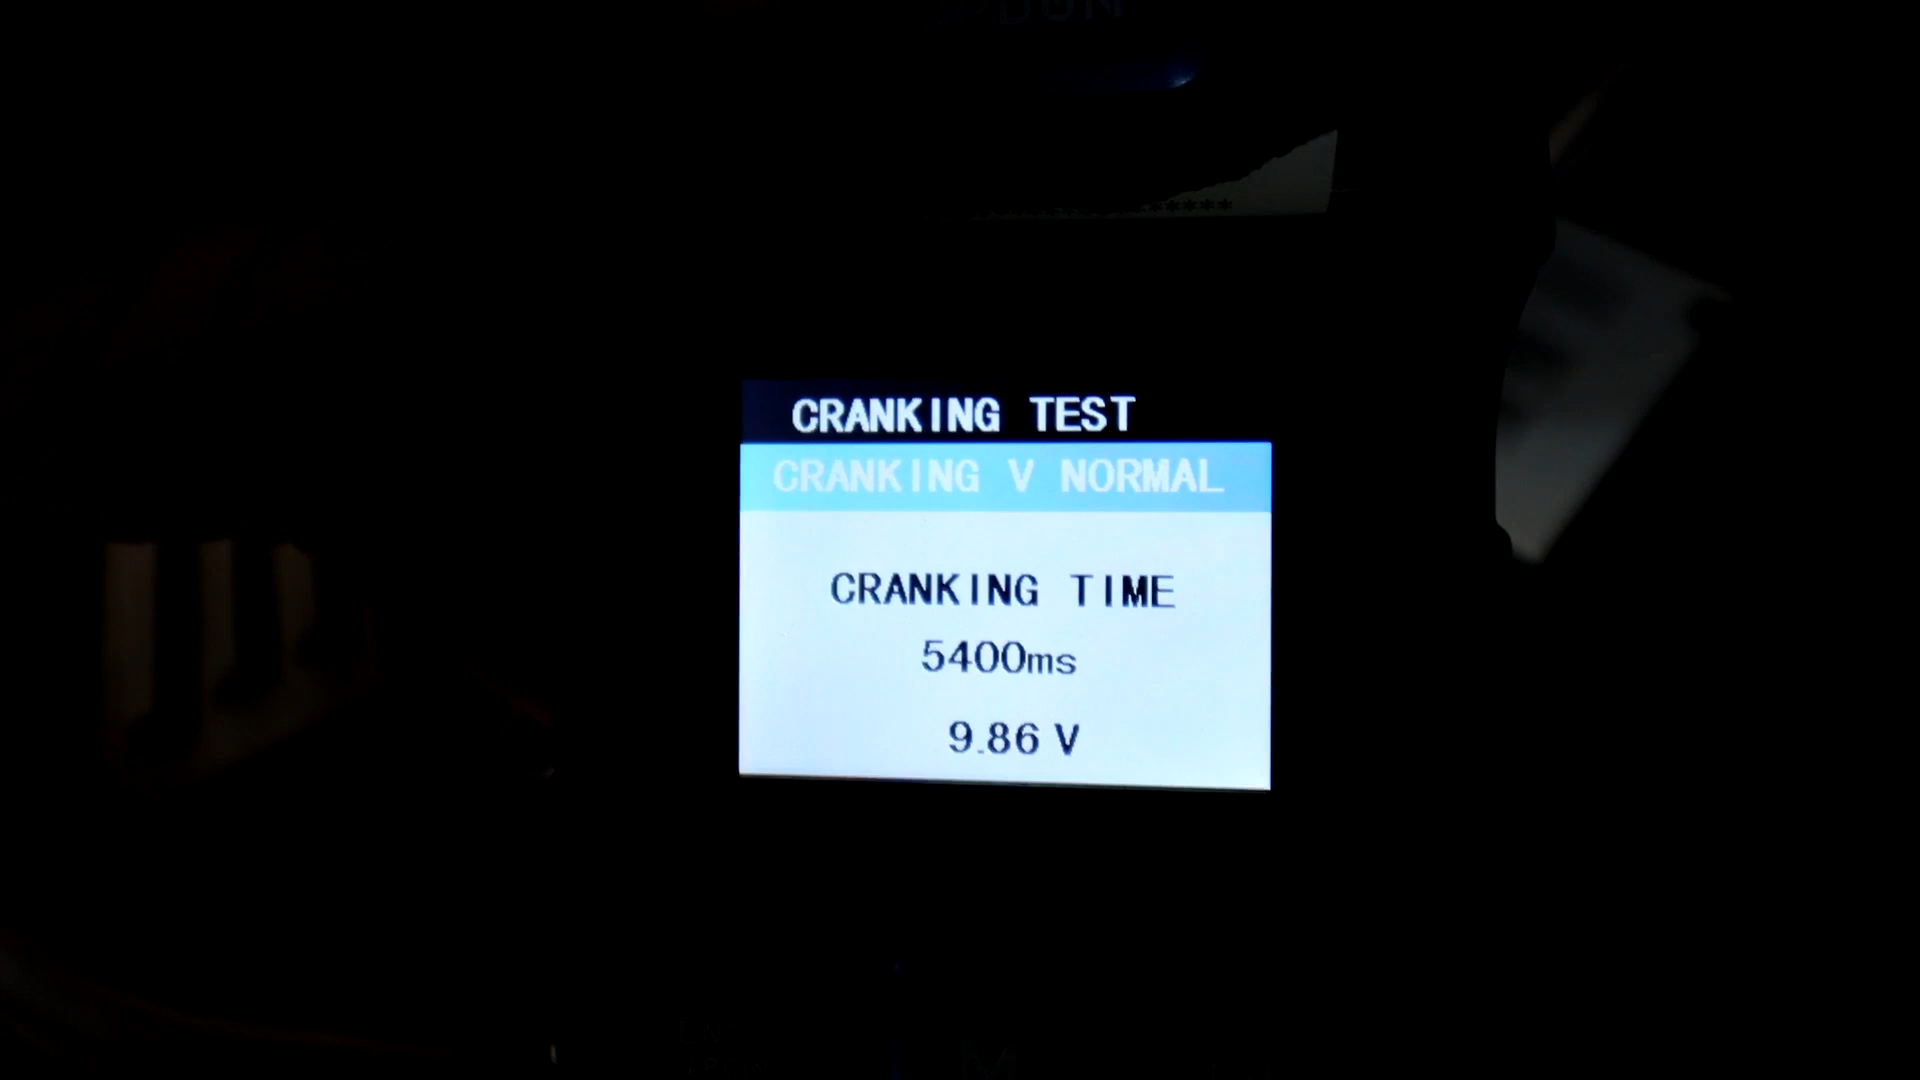 CRANKING TEST
CRANKING V NORMAL
CRANKING TIME
5400ms
9.86 V